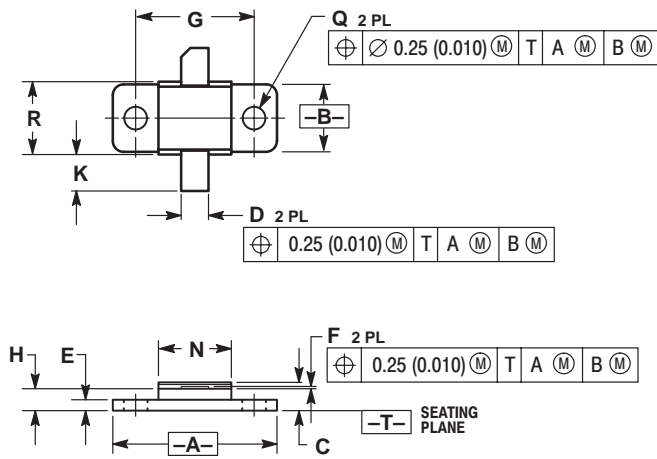 G
Q 2 PL
⌖ ∅ 0.25 (0.010) Ⓜ T A Ⓜ B Ⓜ
R
–B–
K
D 2 PL
⌖ 0.25 (0.010) Ⓜ T A Ⓜ B Ⓜ
N
F 2 PL
H
E
⌖ 0.25 (0.010) Ⓜ T A Ⓜ B Ⓜ
–T– SEATING
PLANE
–A–
C